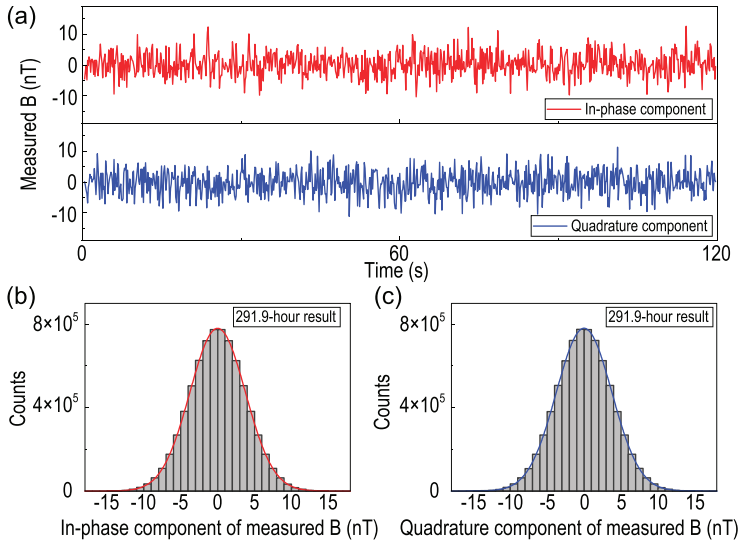 (a)
10
0
-10
In-phase component
Measured B (nT)
10
0
-10
Quadrature component
0 60 120
Time (s)
(b)
291.9-hour result
8×10⁵
4×10⁵
0
Counts
-15 -10 -5 0 5 10 15
In-phase component of measured B (nT)
(c)
291.9-hour result
8×10⁵
4×10⁵
0
Counts
-15 -10 -5 0 5 10 15
Quadrature component of measured B (nT)